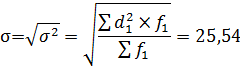 σ=√σ² = √(∑ d₁² × f₁ / ∑ f₁) = 25,54